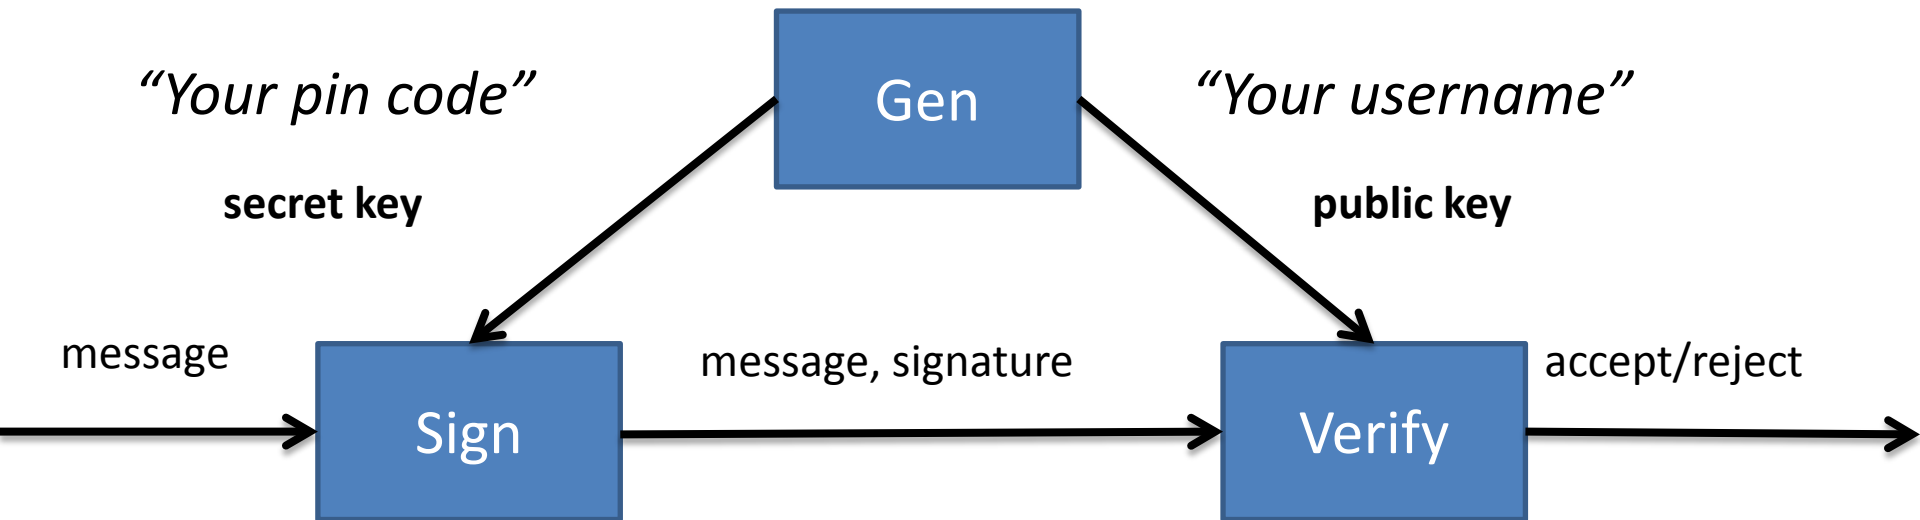 “Your pin code”
Gen
“Your username”
secret key
public key
message
message, signature
accept/reject
Sign
Verify